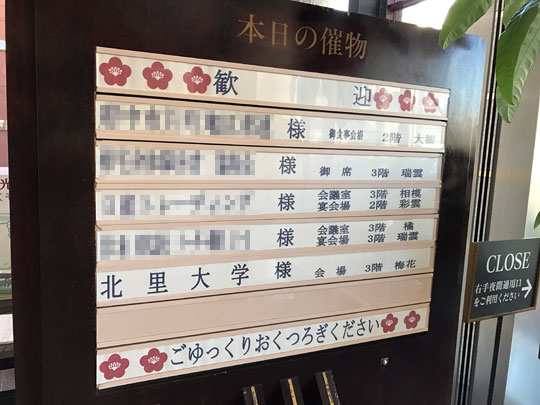 本日の催物
歓迎
様 御食事会場 2階 大観
様 御席 3階 瑞雲
様 会議室 3階 相模
宴会場 2階 彩雲
様 会議室 3階 橘
宴会場 3階 瑞雲
北里大学 様 会場 3階 梅花
ごゆっくりおくつろぎください
CLOSE
右手夜間通用口
をご利用ください